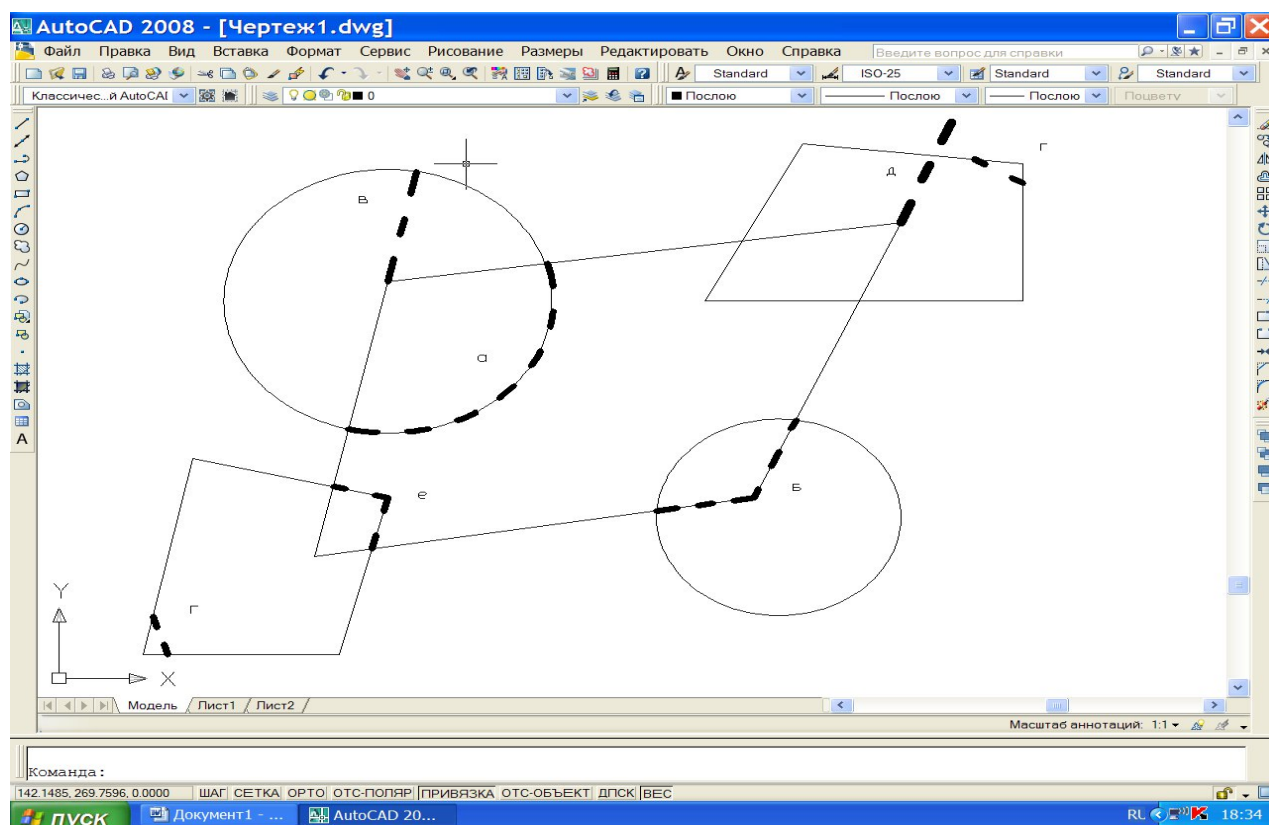 AutoCAD 2008 - [Чертеж1.dwg]
Файл Правка Вид Вставка Формат Сервис Рисование Размеры Редактировать Окно Справка Введите вопрос для справки
Standard ISO-25 Standard Standard
Классичес...й AutoCAI 0 Послою Послою Послою Поцвету
г
д
в
а
е
Б
г
Y
X
A
Модель Лист1 Лист2
Масштаб аннотаций: 1:1
Команда:
142.1485, 269.7596, 0.0000 ШАГ СЕТКА ОРТО ОТС-ПОЛЯР ПРИВЯЗКА ОТС-ОБЪЕКТ ДПСК ВЕС
пуск Документ1 - ... AutoCAD 20... RU 18:34